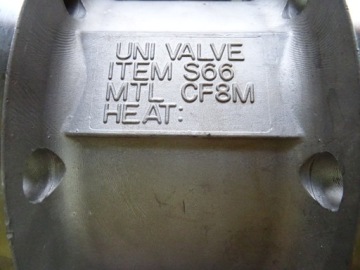 UNI VALVE
ITEM S66
MTL CF8M
HEAT: